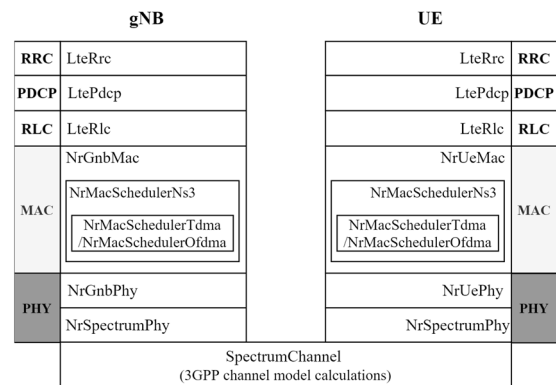 gNB UE
RRC LteRrc LteRrc RRC
PDCP LtePdcp LtePdcp PDCP
RLC LteRlc LteRlc RLC
NrGnbMac NrUeMac
NrMacSchedulerNs3 NrMacSchedulerNs3
MAC MAC
NrMacSchedulerTdma NrMacSchedulerTdma
/NrMacSchedulerOfdma /NrMacSchedulerOfdma
NrGnbPhy NrUePhy
PHY PHY
NrSpectrumPhy NrSpectrumPhy
SpectrumChannel
(3GPP channel model calculations)